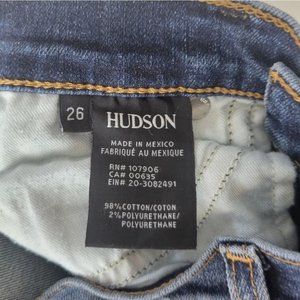 26
HUDSON
MADE IN MEXICO
FABRIQUÉ AU MEXIQUE
RN# 107906
CA# 00635
EIN# 20-3082491
98% COTTON/COTON
2% POLYURETHANE/
POLYURETHANE